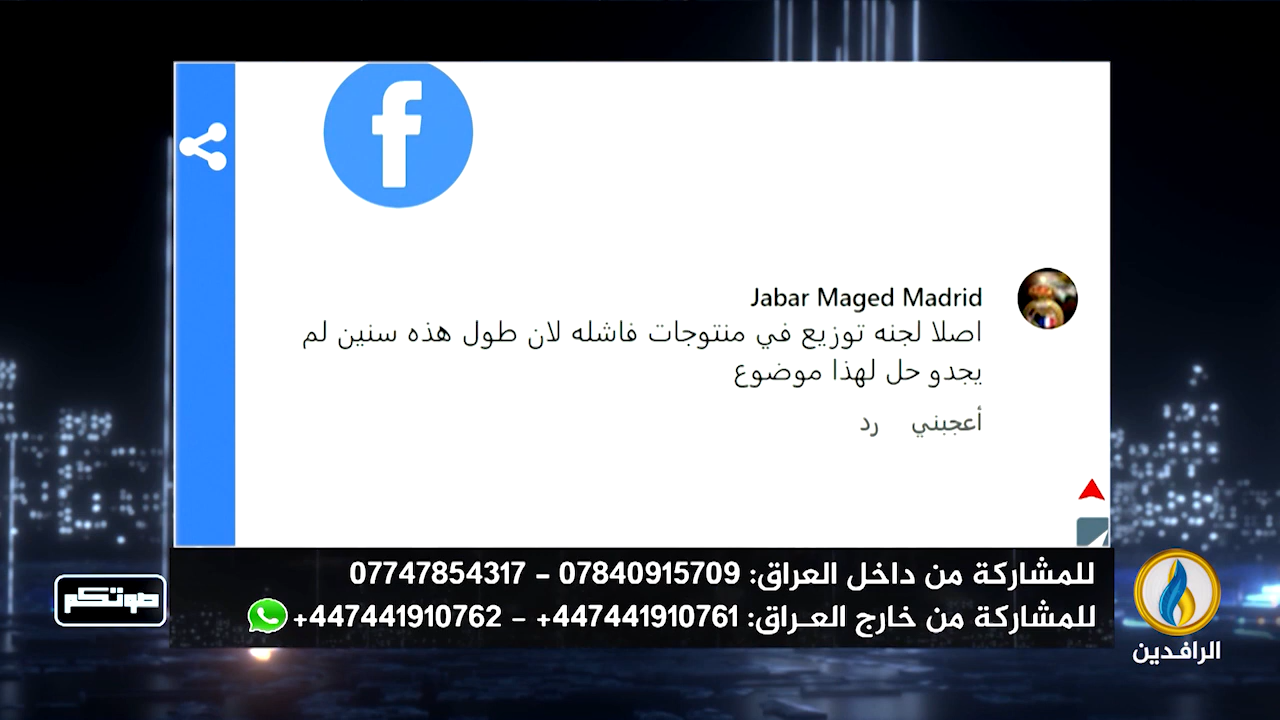 f
Jabar Maged Madrid
اصلا لجنه توزيع في منتوجات فاشله لان طول هذه سنين لم
يجدو حل لهذا موضوع
أعجبني رد
للمشاركة من داخل العراق: 07840915709 - 07747854317
للمشاركة من خارج العـراق: 447441910761+ - 447441910762+
صوتكم
الرافدين